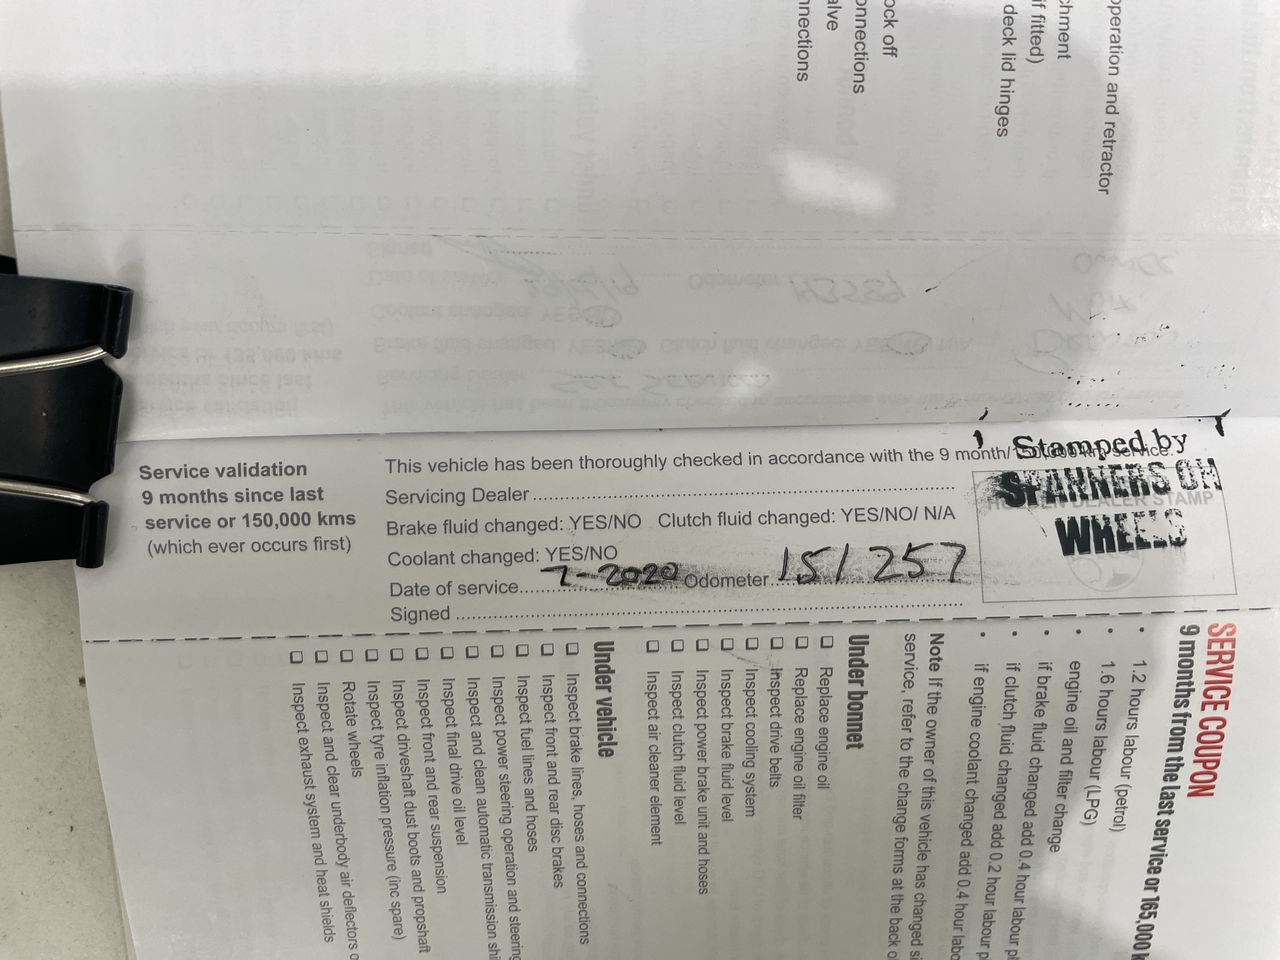 ock off
onnections
alve
nnections
peration and retractor
chment
if fitted)
deck lid hinges
Service validation
9 months since last
service or 150,000 kms
(which ever occurs first)
This vehicle has been thoroughly checked in accordance with the 9 month/
Servicing Dealer
Brake fluid changed: YES/NO Clutch fluid changed: YES/NO/ N/A
Coolant changed: YES/NO
Date of service 7-2020 Odometer 151257
Signed
Stamped by
SPANNERS ON
WHEELS
HOLDEN DEALER STAMP
SERVICE COUPON
9 months from the last service or 165,000 k
• 1.2 hours labour (petrol)
• 1.6 hours labour (LPG)
• engine oil and filter change
• if brake fluid changed add 0.4 hour labour pl
• if clutch fluid changed add 0.2 hour labour p
• if engine coolant changed add 0.4 hour labo
Note If the owner of this vehicle has changed si
service, refer to the change forms at the back o
Under bonnet
❑ Replace engine oil
❑ Replace engine oil filter
❑ Inspect drive belts
❑ Inspect cooling system
❑ Inspect brake fluid level
❑ Inspect power brake unit and hoses
❑ Inspect clutch fluid level
❑ Inspect air cleaner element
Under vehicle
❑ Inspect brake lines, hoses and connections
❑ Inspect front and rear disc brakes
❑ Inspect fuel lines and hoses
❑ Inspect power steering operation and steering
❑ Inspect and clean automatic transmission shi
❑ Inspect final drive oil level
❑ Inspect front and rear suspension
❑ Inspect driveshaft dust boots and propshaft
❑ Inspect tyre inflation pressure (inc spare)
❑ Rotate wheels
❑ Inspect and clear underbody air deflectors o
❑ Inspect exhaust system and heat shields